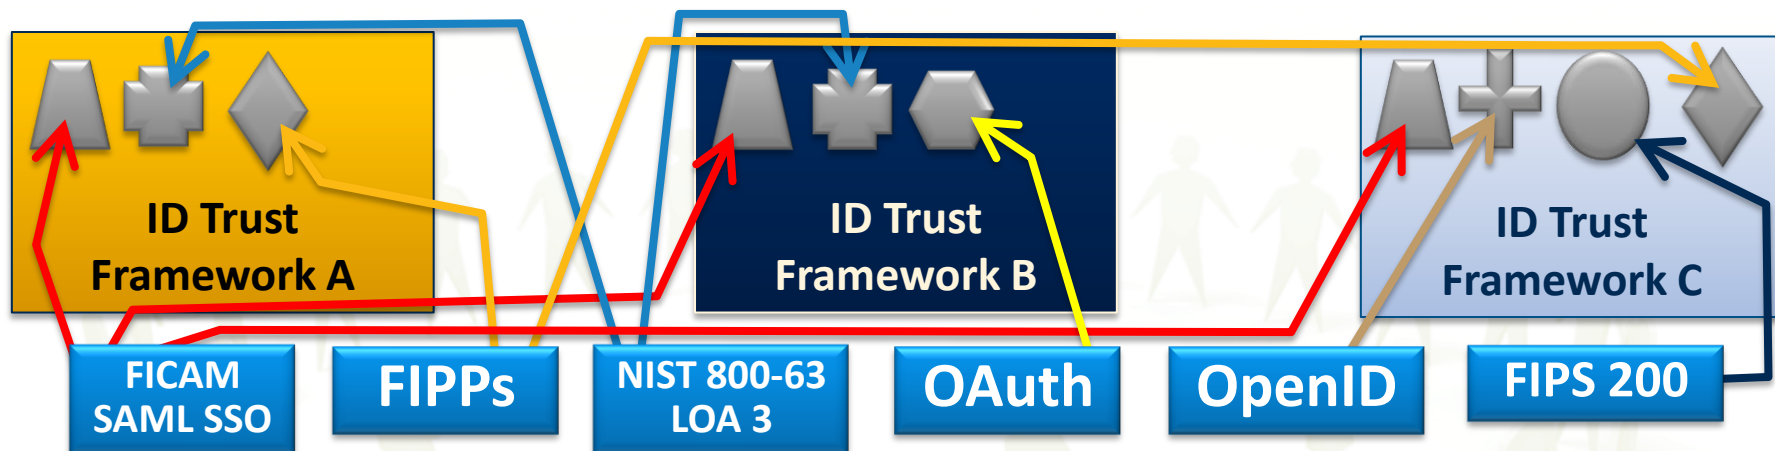 ID Trust
Framework A
ID Trust
Framework B
ID Trust
Framework C
FICAM
SAML SSO
FIPPs
NIST 800-63
LOA 3
OAuth
OpenID
FIPS 200